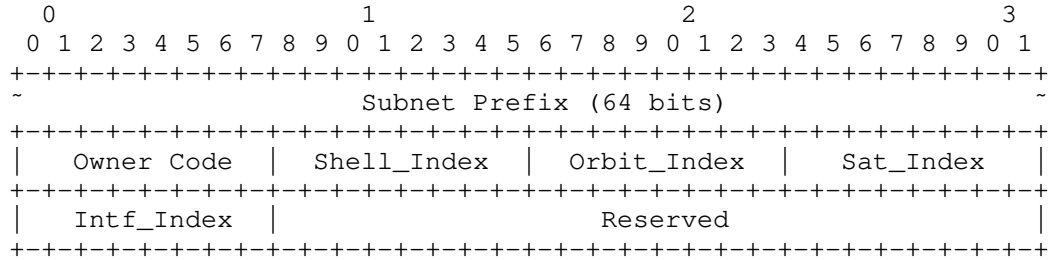 0                   1                   2                   3
 0 1 2 3 4 5 6 7 8 9 0 1 2 3 4 5 6 7 8 9 0 1 2 3 4 5 6 7 8 9 0 1
+-+-+-+-+-+-+-+-+-+-+-+-+-+-+-+-+-+-+-+-+-+-+-+-+-+-+-+-+-+-+-+-+
~                     Subnet Prefix (64 bits)                   ~
+-+-+-+-+-+-+-+-+-+-+-+-+-+-+-+-+-+-+-+-+-+-+-+-+-+-+-+-+-+-+-+-+
|   Owner Code  |  Shell_Index  |  Orbit_Index  |   Sat_Index   |
+-+-+-+-+-+-+-+-+-+-+-+-+-+-+-+-+-+-+-+-+-+-+-+-+-+-+-+-+-+-+-+-+
|   Intf_Index  |                    Reserved                   |
+-+-+-+-+-+-+-+-+-+-+-+-+-+-+-+-+-+-+-+-+-+-+-+-+-+-+-+-+-+-+-+-+